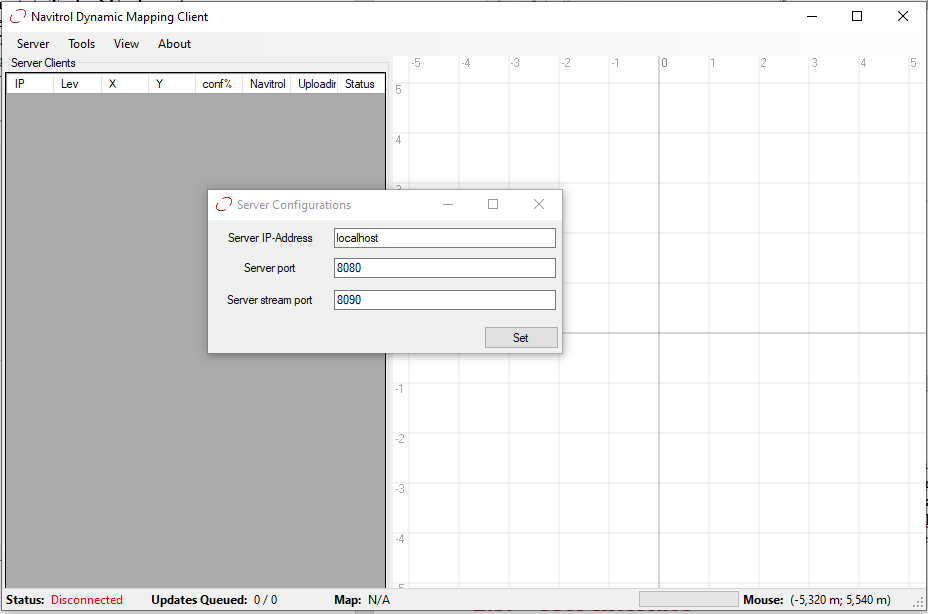 Navitrol Dynamic Mapping Client
Server Tools View About
Server Clients
IP Lev X Y conf% Navitrol Uploadin Status
-5 -4 -3 -2 -1 0 1 2 3 4 5
5
4
3
Server Configurations
Server IP-Address localhost
Server port 8080
Server stream port 8090
Set
-1
-2
-3
-4
-5
Status: Disconnected Updates Queued: 0 / 0 Map: N/A Mouse: (-5,320 m; 5,540 m)